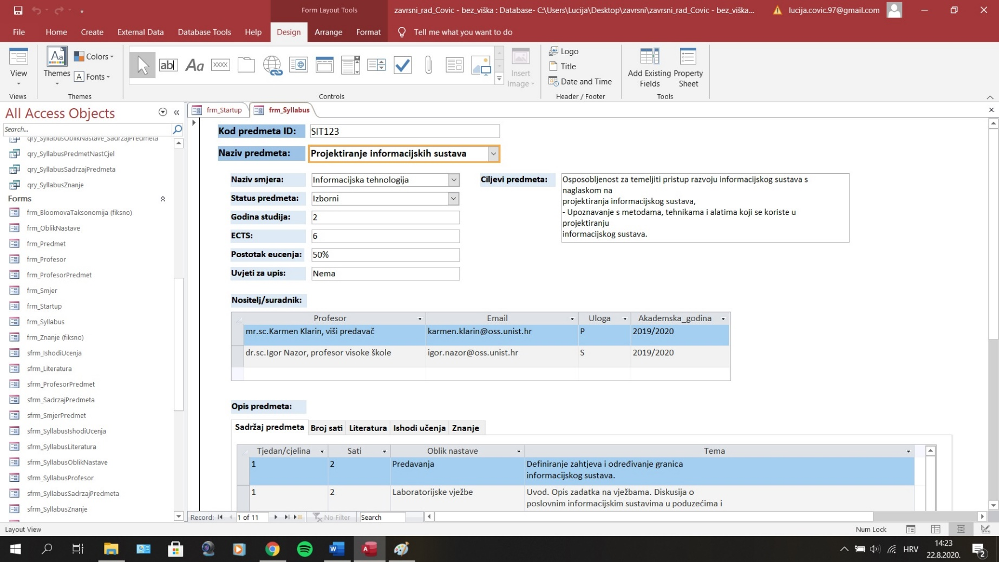 Form Layout Tools
zavrsni_rad_Covic - bez_viška : Database- C:\Users\Lucija\Desktop\zavrsni\zavrsni_rad_Covic - bez_viška...
lucija.covic.97@gmail.com
File Home Create External Data Database Tools Help Design Arrange Format Tell me what you want to do
View
Views
Themes
Colors
Fonts
Themes
ab|
Aa
XXXX
Controls
Insert
Image
Logo
Title
Date and Time
Header / Footer
Add Existing
Fields
Property
Sheet
Tools
All Access Objects
Search...
qry_SyllabusOblikNastave_SadrzajPredmeta
qry_SyllabusPredmetNastCjel
qry_SyllabusSadrzajPredmeta
qry_SyllabusZnanje
Forms
frm_BloomovaTaksonomija (fiksno)
frm_OblikNastave
frm_Predmet
frm_Profesor
frm_ProfesorPredmet
frm_Smjer
frm_Startup
frm_Syllabus
frm_Znanje (fiksno)
sfrm_IshodiUcenja
sfrm_Literatura
sfrm_ProfesorPredmet
sfrm_SadrzajPredmeta
sfrm_SmjerPredmet
sfrm_SyllabusIshodiUcenja
sfrm_SyllabusLiteratura
sfrm_SyllabusOblikNastave
sfrm_SyllabusProfesor
sfrm_SyllabusSadrzajPredmeta
sfrm_SyllabusZnanje
frm_Startup frm_Syllabus
Kod predmeta ID: SIT123
Naziv predmeta: Projektiranje informacijskih sustava
Naziv smjera: Informacijska tehnologija
Status predmeta: Izborni
Godina studija: 2
ECTS: 6
Postotak eucenja: 50%
Uvjeti za upis: Nema
Ciljevi predmeta: Osposobljenost za temeljiti pristup razvoju informacijskog sustava s
naglaskom na
projektiranja informacijskog sustava,
- Upoznavanje s metodama, tehnikama i alatima koji se koriste u
projektiranju
informacijskog sustava.
Nositelj/suradnik:
Profesor Email Uloga Akademska_godina
mr.sc.Karmen Klarin, viši predavač karmen.klarin@oss.unist.hr P 2019/2020
dr.sc.Igor Nazor, profesor visoke škole igor.nazor@oss.unist.hr S 2019/2020
Opis predmeta:
Sadržaj predmeta Broj sati Literatura Ishodi učenja Znanje
Tjedan/cjelina Sati Oblik nastave Tema
1 2 Predavanja Definiranje zahtjeva i određivanje granica
informacijskog sustava.
1 2 Laboratorijske vježbe Uvod. Opis zadatka na vježbama. Diskusija o
poslovnim informacijskim sustavima u poduzećima i
Record: 1 of 11 No Filter Search
Layout View
Num Lock
HRV
14:23
22.8.2020.
2